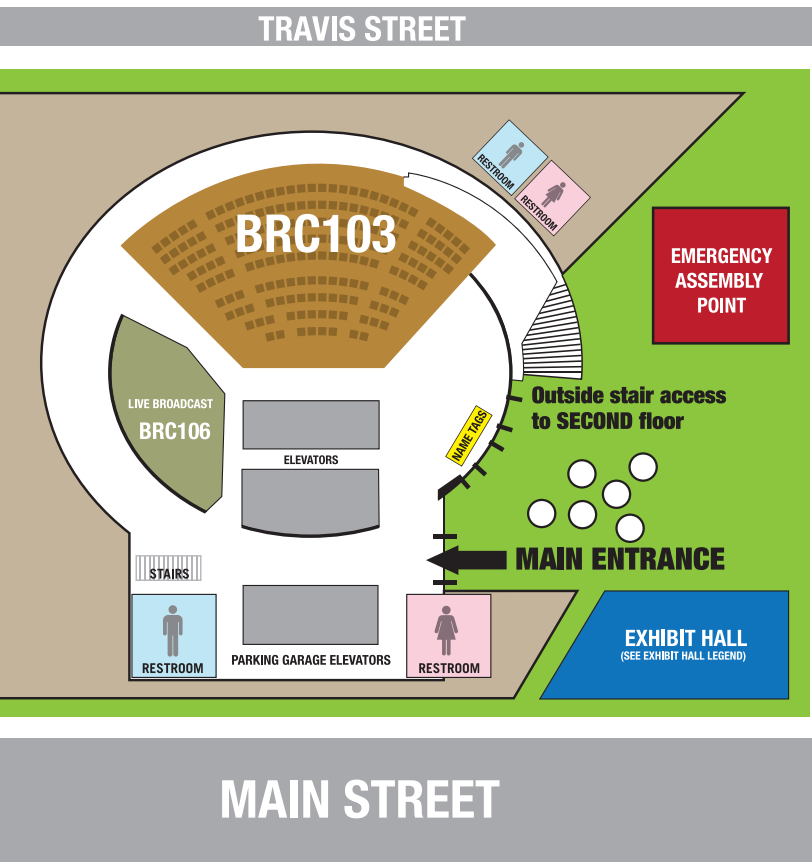 TRAVIS STREET
RESTROOM
RESTROOM
BRC103
EMERGENCY
ASSEMBLY
POINT
Outside stair access
to SECOND floor
LIVE BROADCAST
BRC106
NAME TAGS
ELEVATORS
MAIN ENTRANCE
STAIRS
RESTROOM
PARKING GARAGE ELEVATORS
RESTROOM
EXHIBIT HALL
(SEE EXHIBIT HALL LEGEND)
MAIN STREET